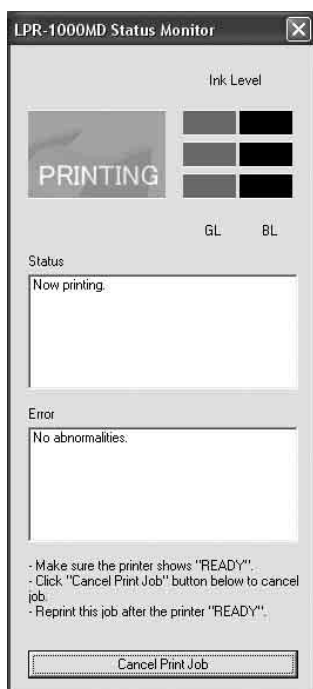 LPR-1000MD Status Monitor
Ink Level
PRINTING
GL BL
Status
Now printing.
Error
No abnormalities.
- Make sure the printer shows "READY".
- Click "Cancel Print Job" button below to cancel
job.
- Reprint this job after the printer "READY".
Cancel Print Job